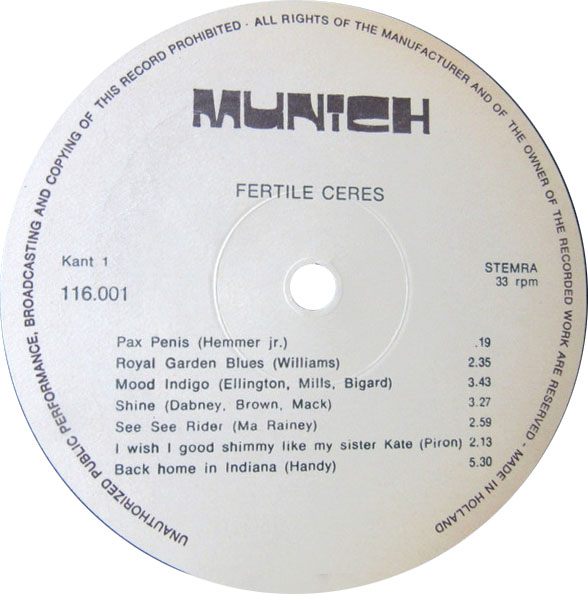 UNAUTHORIZED PUBLIC PERFORMANCE, BROADCASTING AND COPYING OF THIS RECORD PROHIBITED · ALL RIGHTS OF THE MANUFACTURER AND OF THE OWNER OF THE RECORDED WORK ARE RESERVED - MADE IN HOLLAND
MUNICH
FERTILE CERES
Kant 1
116.001
STEMRA
33 rpm
Pax Penis (Hemmer jr.) .19
Royal Garden Blues (Williams) 2.35
Mood Indigo (Ellington, Mills, Bigard) 3.43
Shine (Dabney, Brown, Mack) 3.27
See See Rider (Ma Rainey) 2.59
I wish I good shimmy like my sister Kate (Piron) 2.13
Back home in Indiana (Handy) 5.30